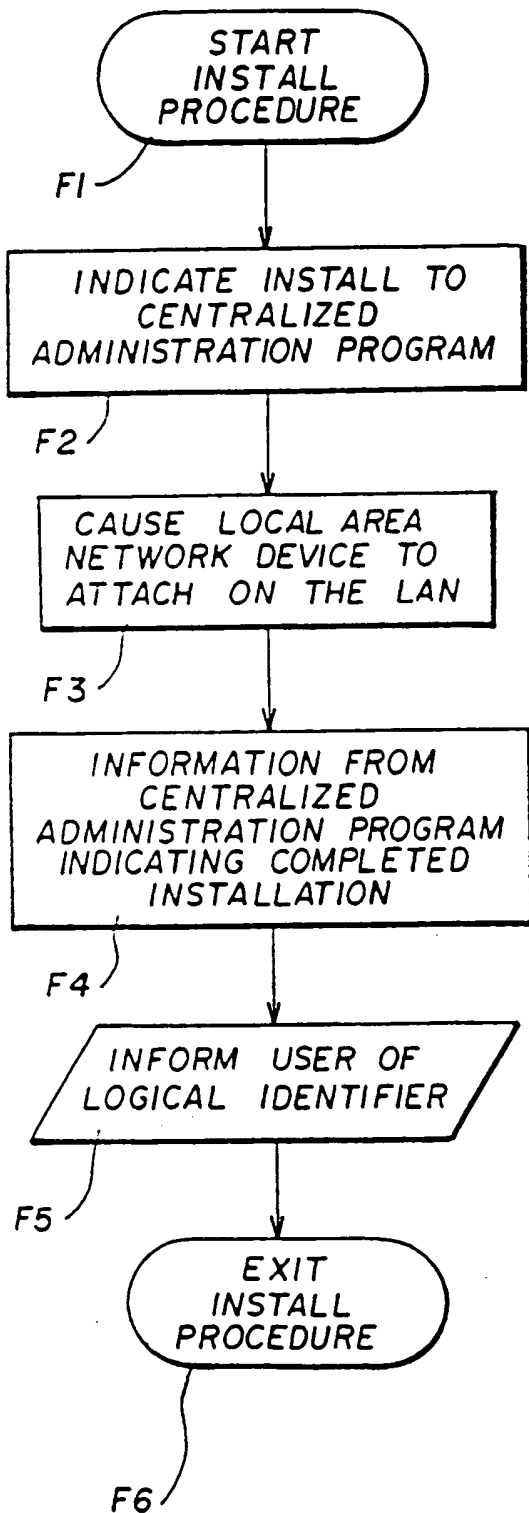 START
INSTALL
PROCEDURE
F1
INDICATE INSTALL TO
CENTRALIZED
ADMINISTRATION PROGRAM
F2
CAUSE LOCAL AREA
NETWORK DEVICE TO
ATTACH ON THE LAN
F3
INFORMATION FROM
CENTRALIZED
ADMINISTRATION PROGRAM
INDICATING COMPLETED
INSTALLATION
F4
INFORM USER OF
LOGICAL IDENTIFIER
F5
EXIT
INSTALL
PROCEDURE
F6